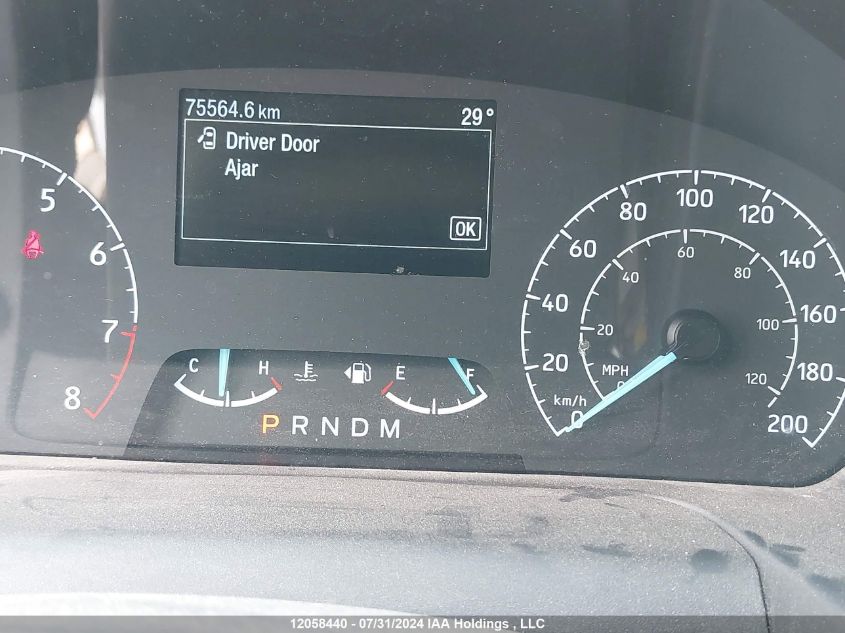 75564.6 km 29°
Driver Door
Ajar
OK
5
6
7
8
C H E F
P R N D M
0 20 40 60 80 100 120 140 160 180 200
km/h
0 20 40 60 80 100 120
MPH
12058440 - 07/31/2024 IAA Holdings , LLC